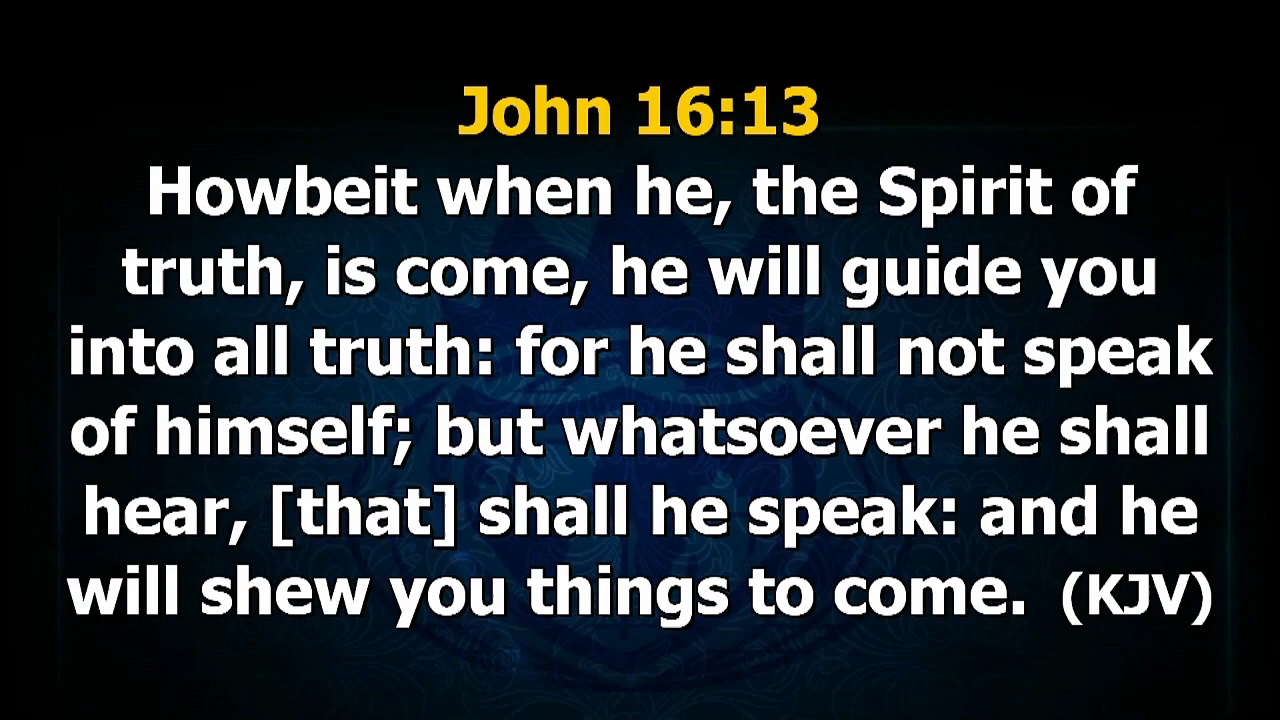 John 16:13
Howbeit when he, the Spirit of
truth, is come, he will guide you
into all truth: for he shall not speak
of himself; but whatsoever he shall
hear, [that] shall he speak: and he
will shew you things to come. (KJV)